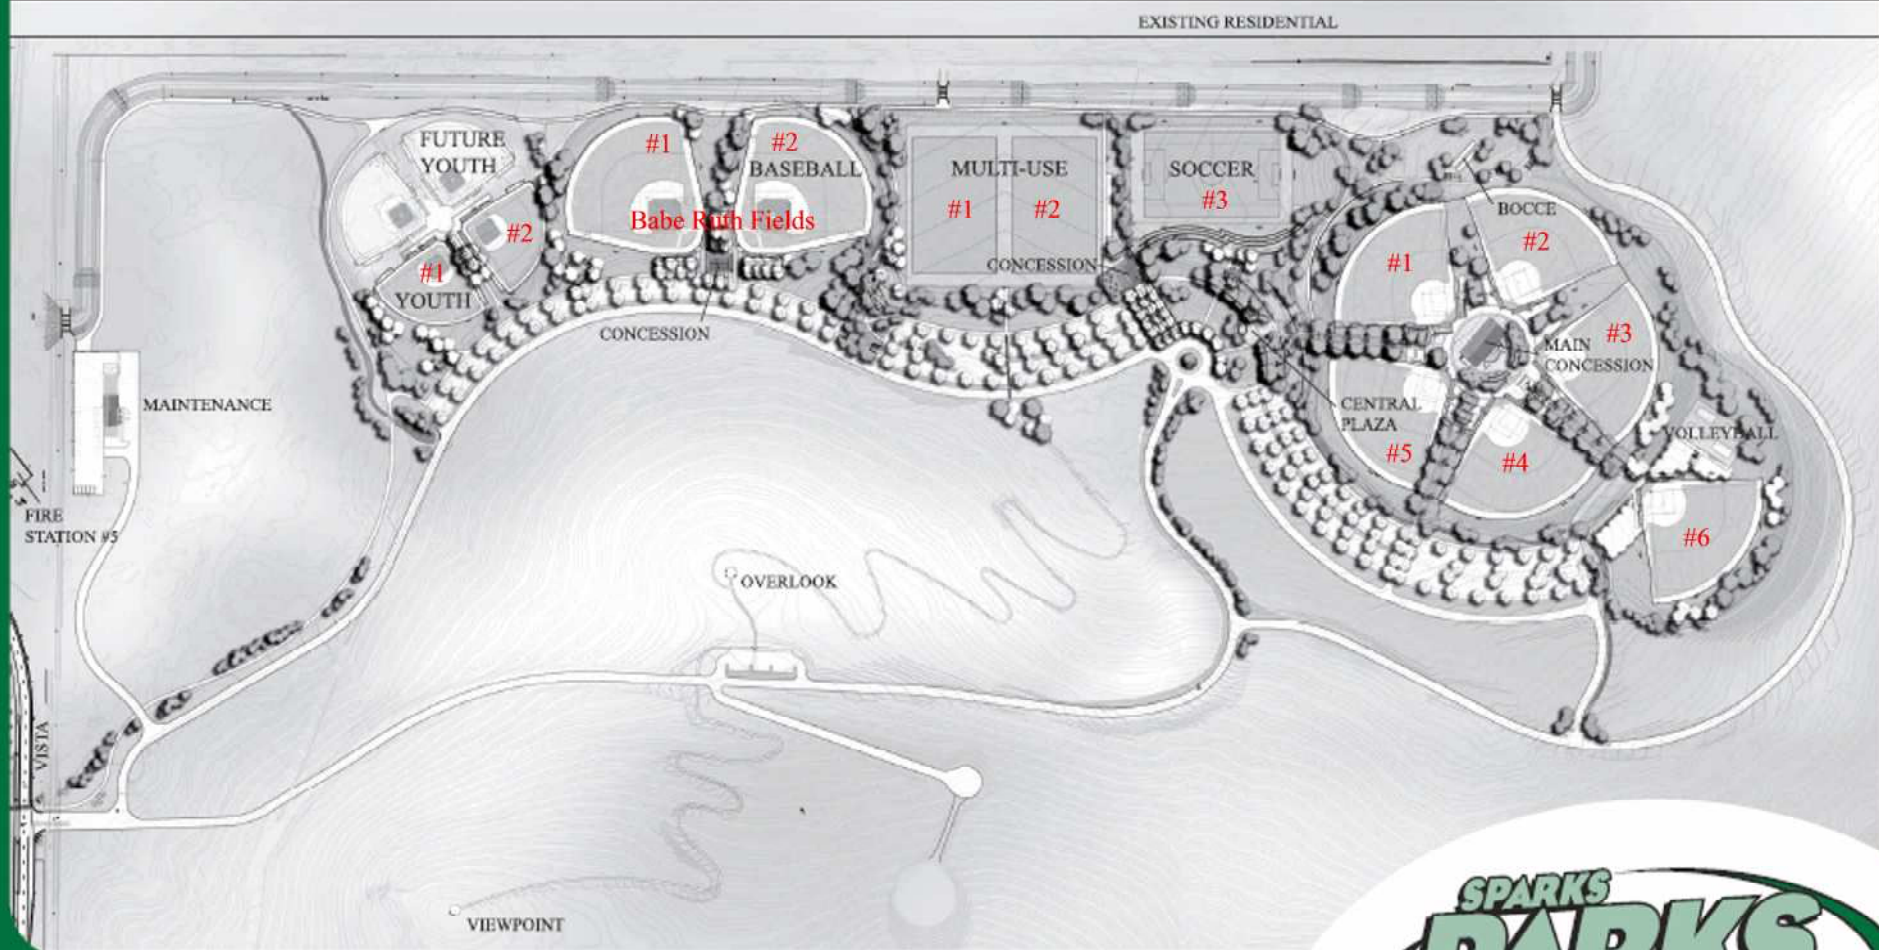 EXISTING RESIDENTIAL
FUTURE
YOUTH
#2
#1
YOUTH
#1
#2
BASEBALL
Babe Ruth Fields
CONCESSION
MULTI-USE
#1
#2
CONCESSION
SOCCER
#3
BOCCE
#1
#2
#3
MAIN
CONCESSION
CENTRAL
PLAZA
#5
#4
VOLLEYBALL
#6
MAINTENANCE
FIRE
STATION #5
OVERLOOK
VISTA
VIEWPOINT
SPARKS
PARKS